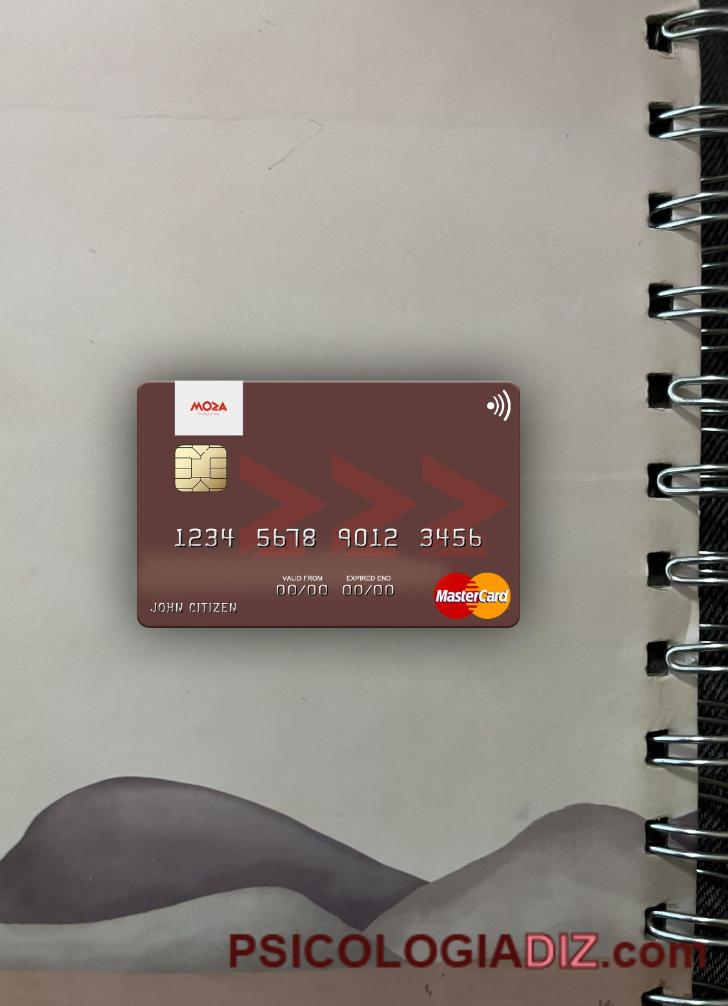 MOZA
1234 5678 9012 3456
VALID FROM EXPIRED END
00/00 00/00
JOHN CITIZEN
MasterCard
PSICOLOGIADIZ.com